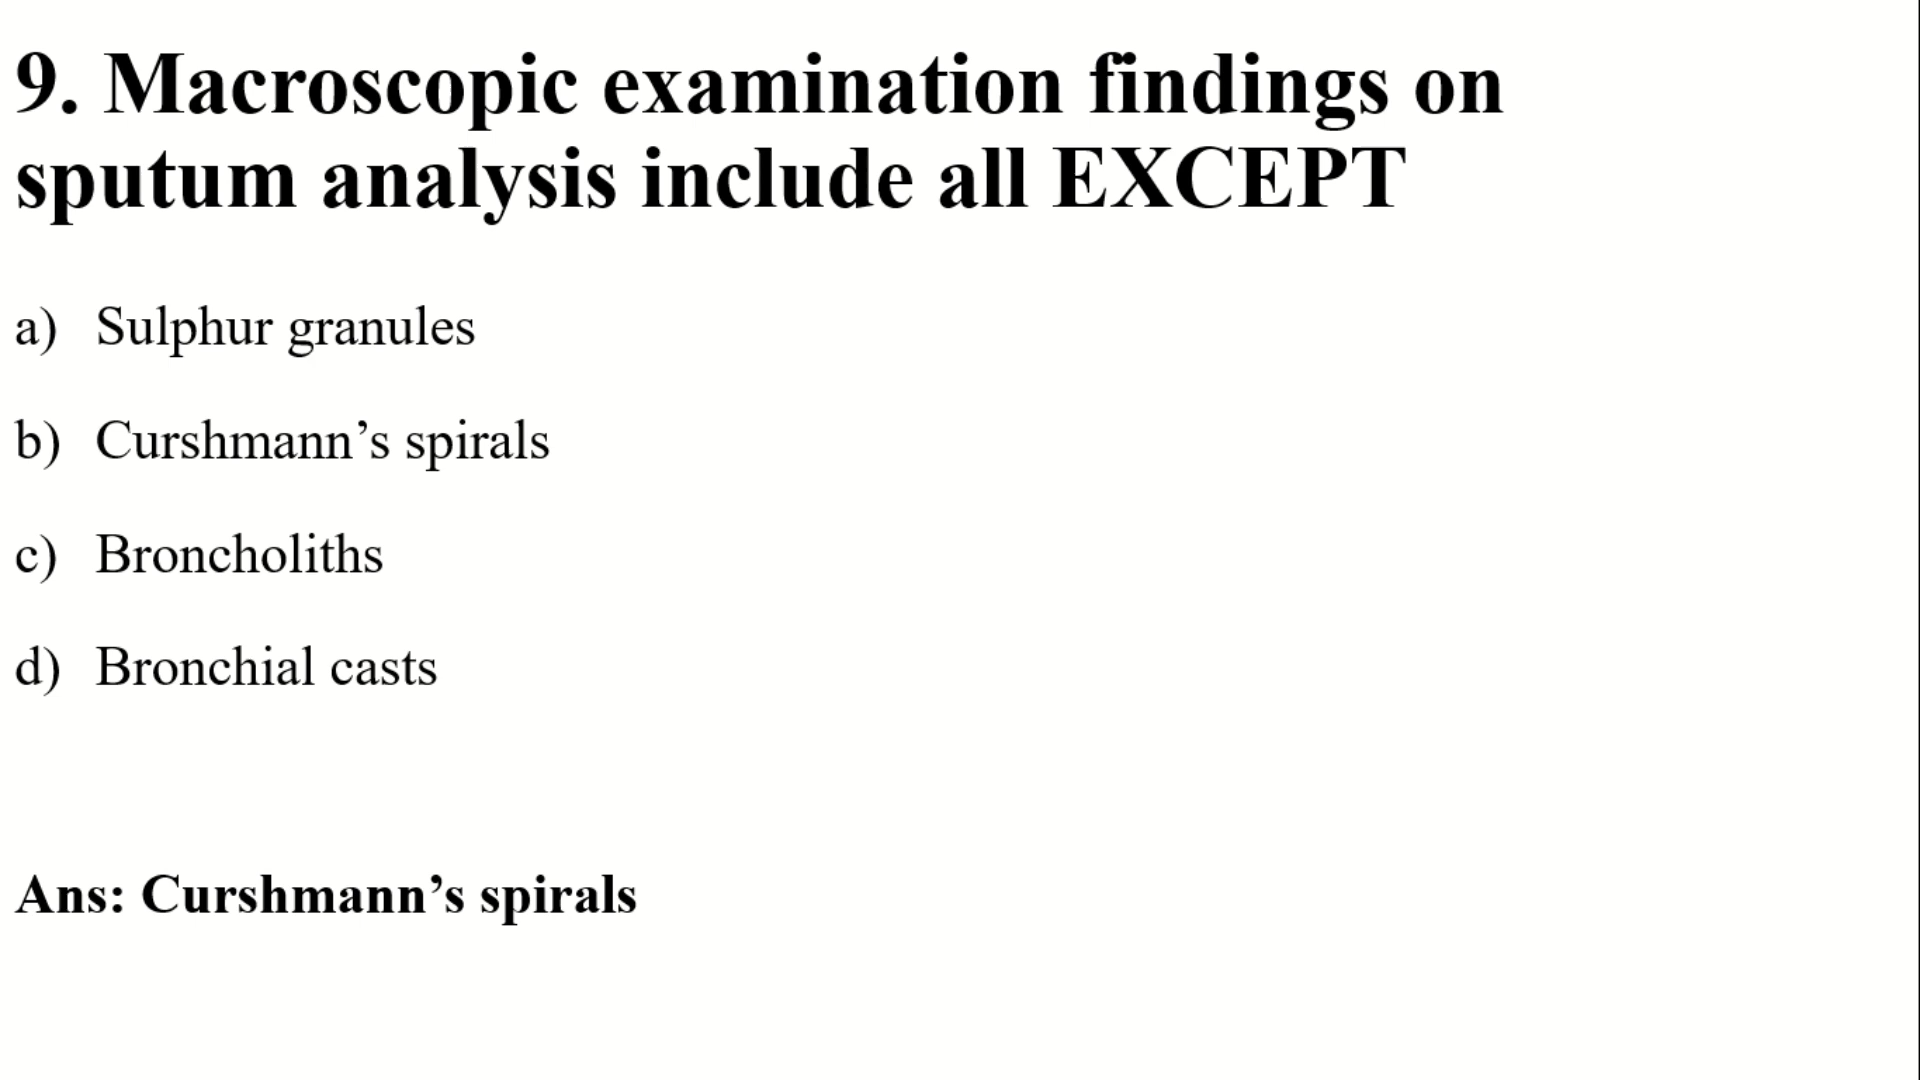 9. Macroscopic examination findings on
sputum analysis include all EXCEPT
a) Sulphur granules
b) Curshmann’s spirals
c) Broncholiths
d) Bronchial casts
Ans: Curshmann’s spirals